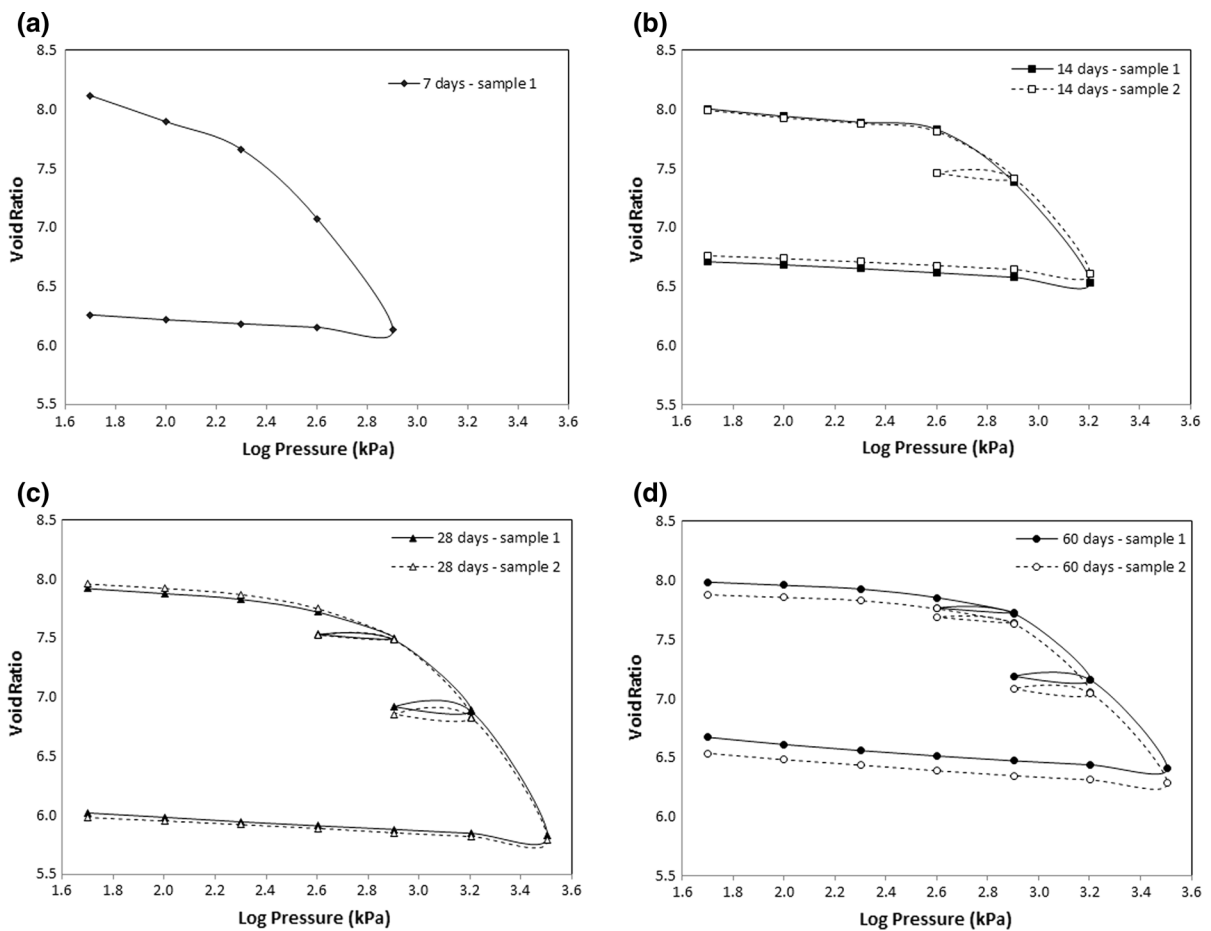 (a)
8.5
8.0
7.5
7.0
6.5
6.0
5.5
Void Ratio
7 days - sample 1
1.6 1.8 2.0 2.2 2.4 2.6 2.8 3.0 3.2 3.4 3.6
Log Pressure (kPa)
(b)
8.5
8.0
7.5
7.0
6.5
6.0
5.5
Void Ratio
14 days - sample 1
14 days - sample 2
1.6 1.8 2.0 2.2 2.4 2.6 2.8 3.0 3.2 3.4 3.6
Log Pressure (kPa)
(c)
8.5
8.0
7.5
7.0
6.5
6.0
5.5
Void Ratio
28 days - sample 1
28 days - sample 2
1.6 1.8 2.0 2.2 2.4 2.6 2.8 3.0 3.2 3.4 3.6
Log Pressure (kPa)
(d)
8.5
8.0
7.5
7.0
6.5
6.0
5.5
Void Ratio
60 days - sample 1
60 days - sample 2
1.6 1.8 2.0 2.2 2.4 2.6 2.8 3.0 3.2 3.4 3.6
Log Pressure (kPa)